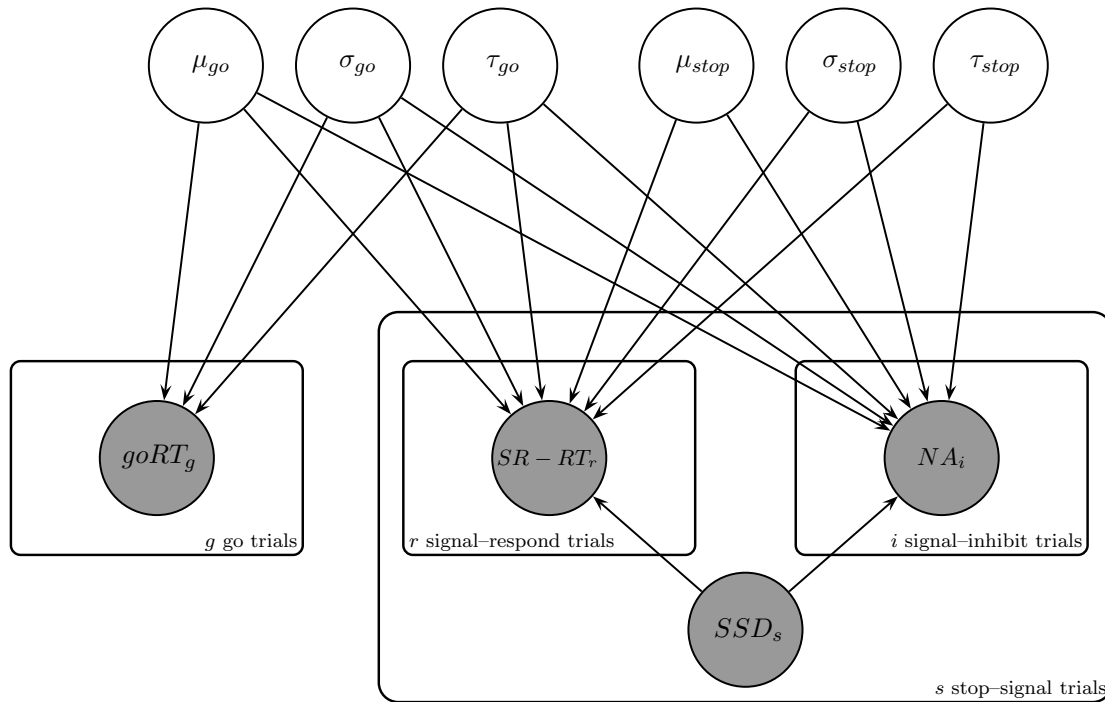 μ_go σ_go τ_go μ_stop σ_stop τ_stop
goRT_g SR − RT_r NA_i
g go trials r signal–respond trials i signal–inhibit trials
SSD_s
s stop–signal trials